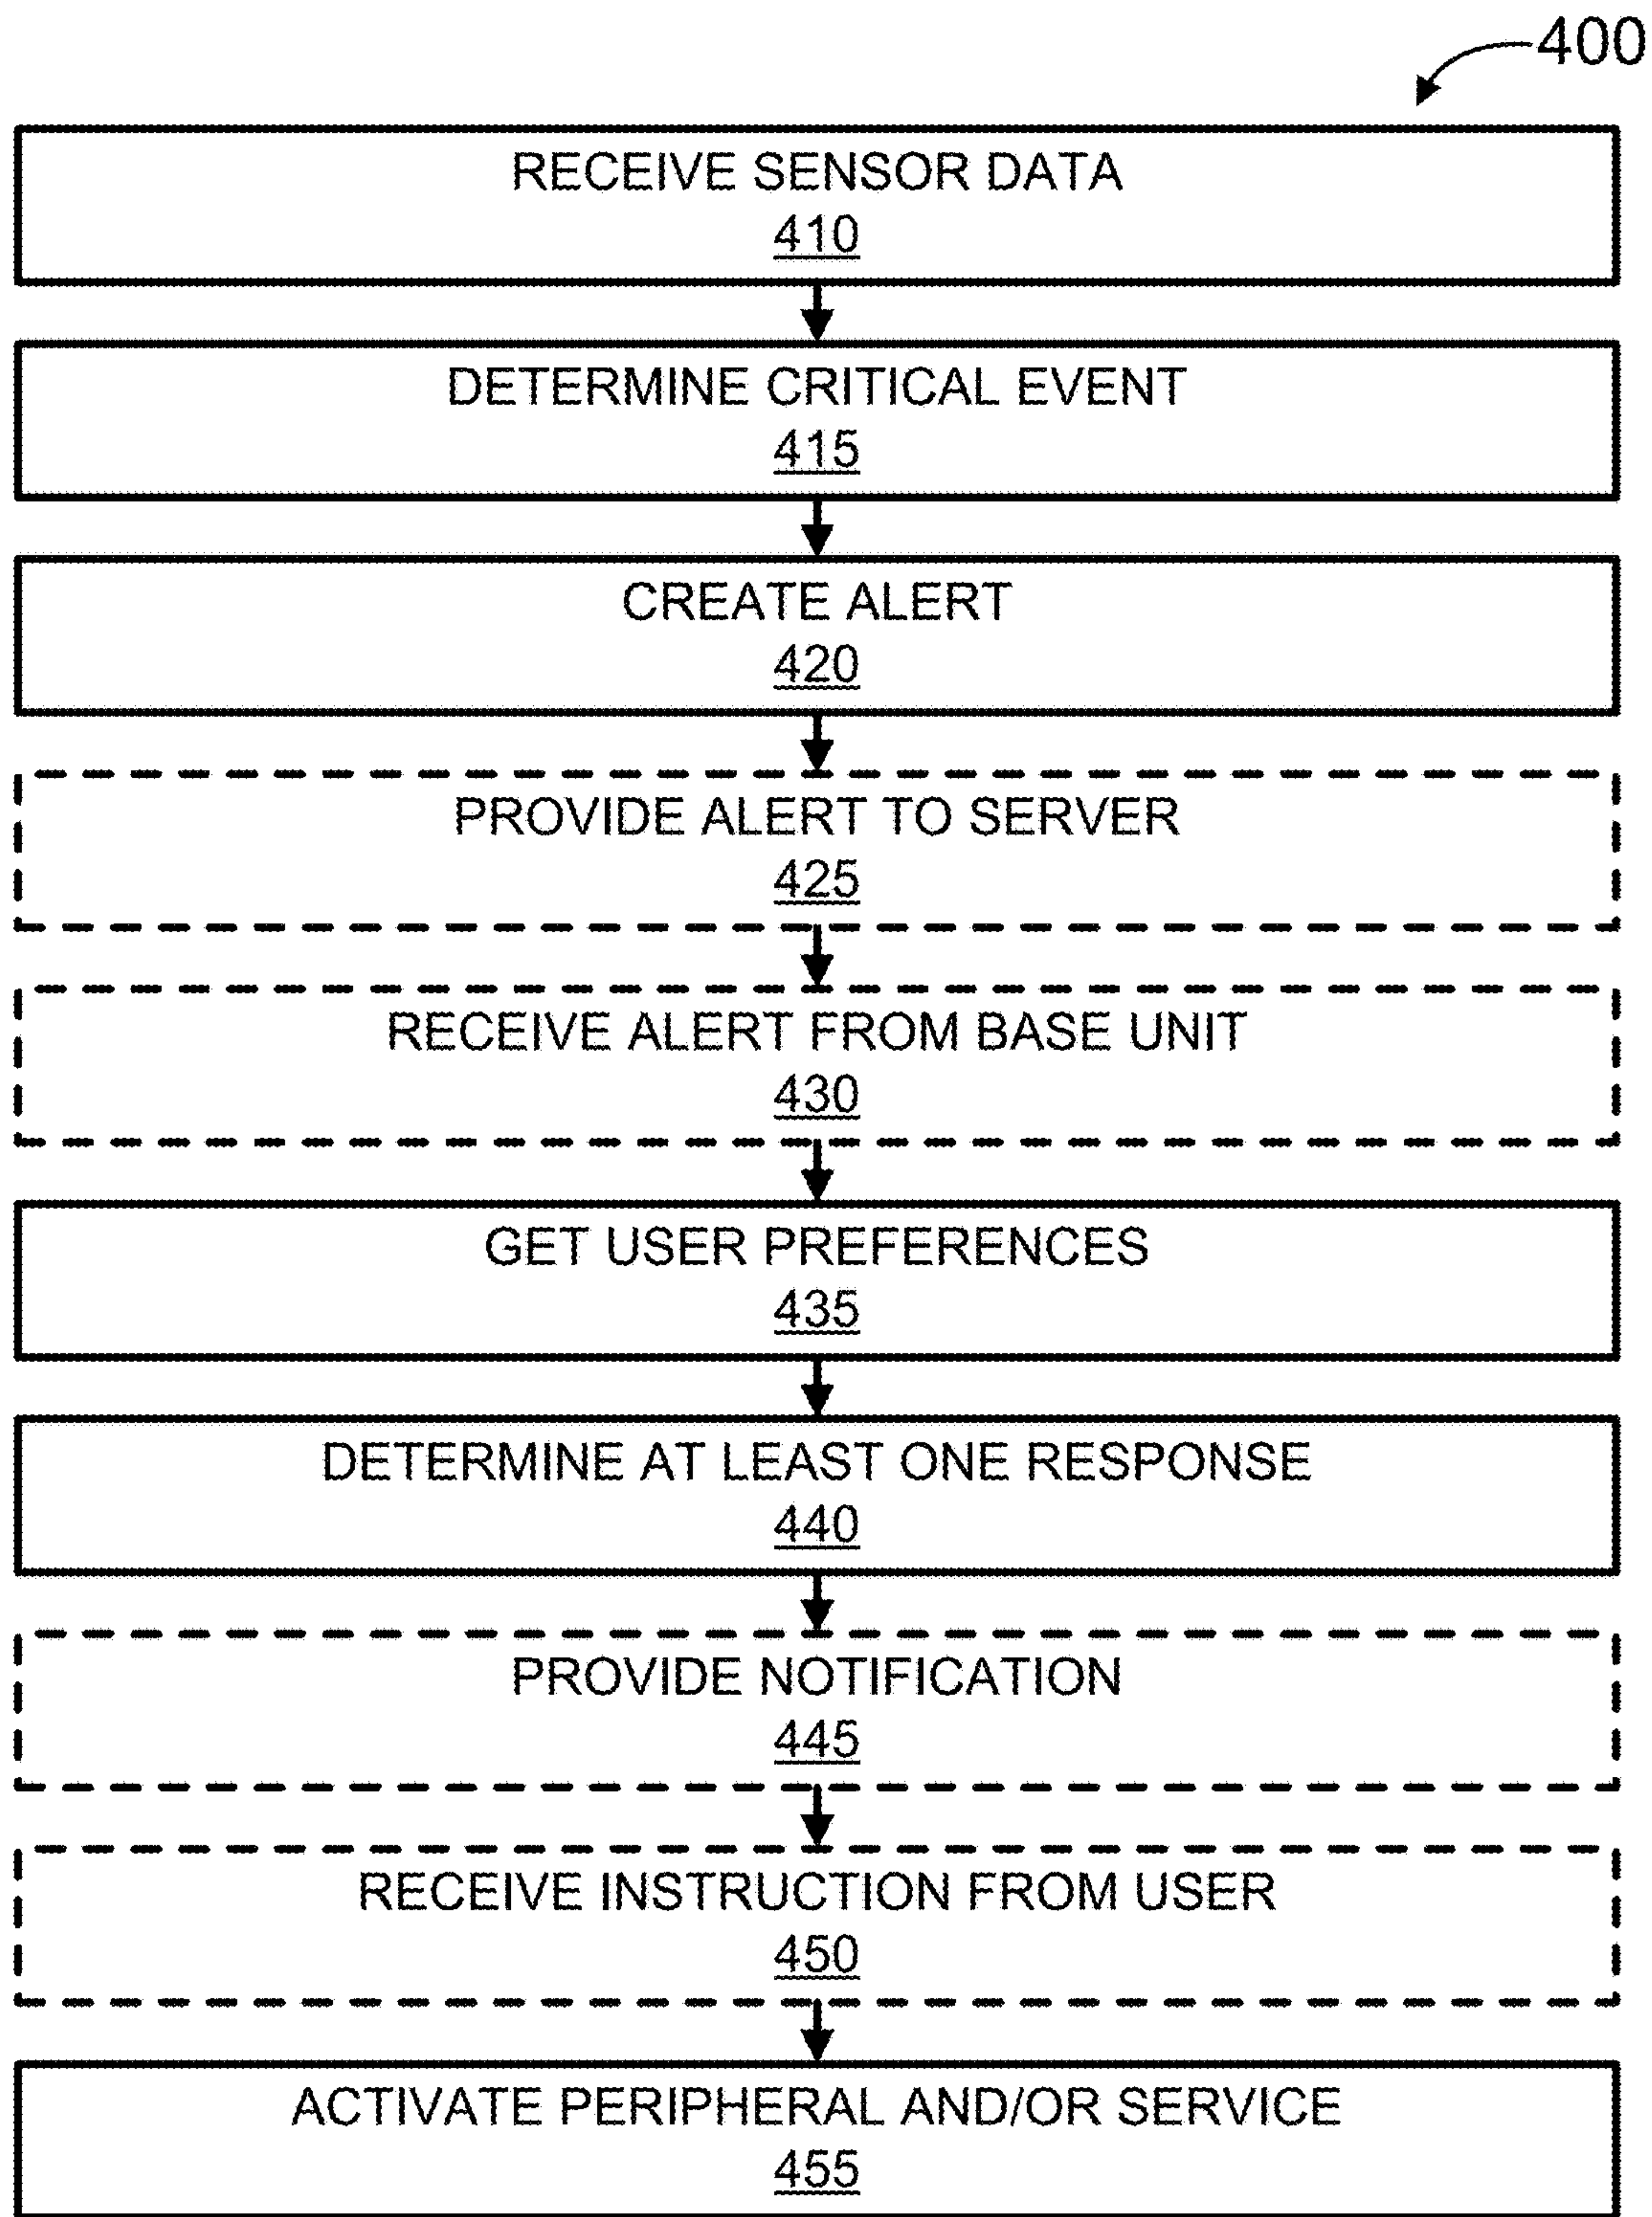 400
RECEIVE SENSOR DATA
410
DETERMINE CRITICAL EVENT
415
CREATE ALERT
420
PROVIDE ALERT TO SERVER
425
RECEIVE ALERT FROM BASE UNIT
430
GET USER PREFERENCES
435
DETERMINE AT LEAST ONE RESPONSE
440
PROVIDE NOTIFICATION
445
RECEIVE INSTRUCTION FROM USER
450
ACTIVATE PERIPHERAL AND/OR SERVICE
455